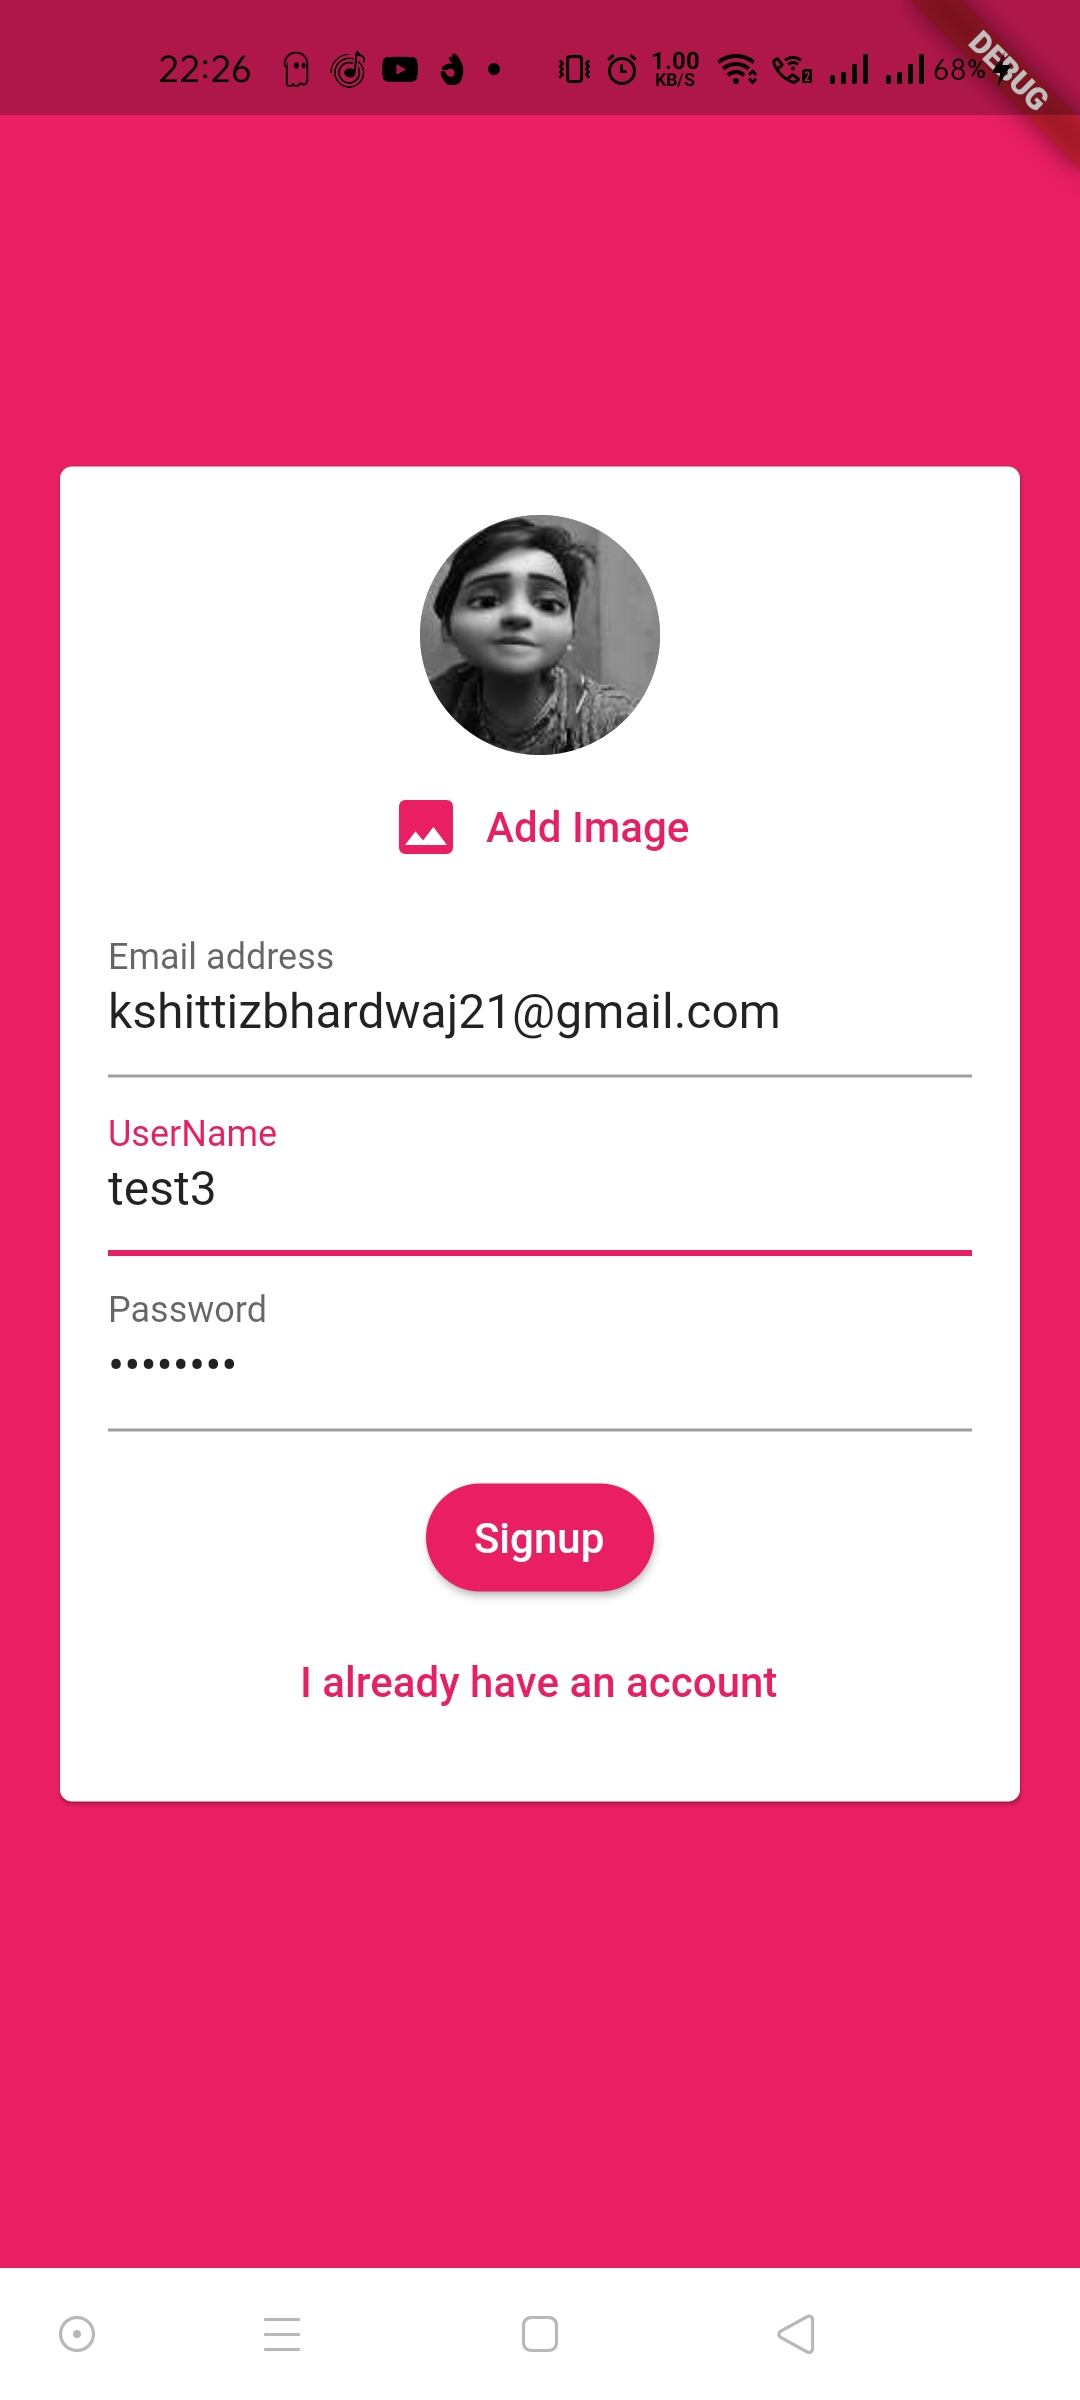 22:26 1.00 KB/S 68%
DEBUG
Add Image
Email address
kshittizbhardwaj21@gmail.com
UserName
test3
Password
••••••••
Signup
I already have an account